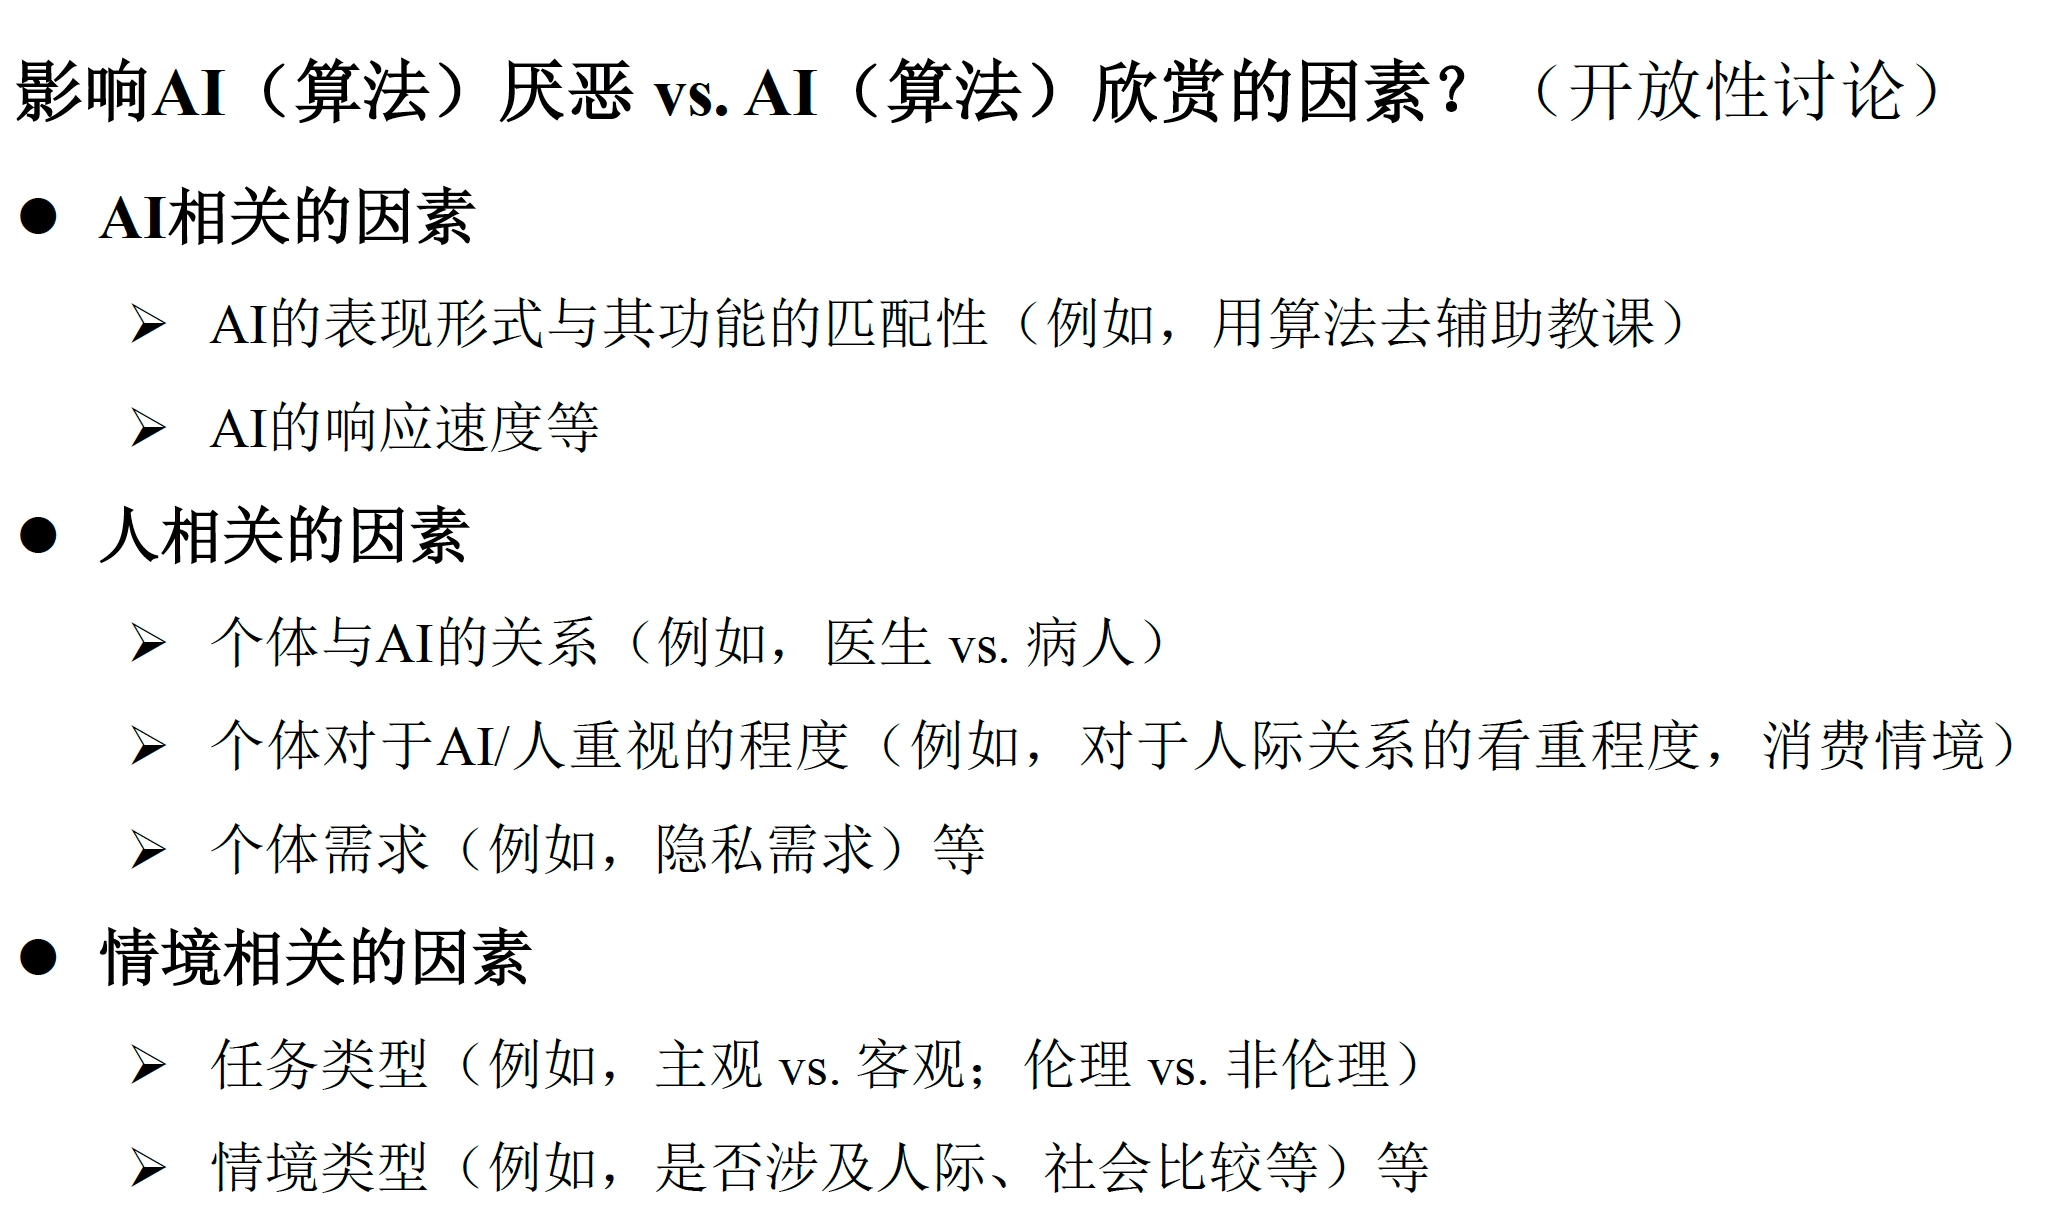 影响AI（算法）厌恶 vs. AI（算法）欣赏的因素？（开放性讨论）
● AI相关的因素
➢ AI的表现形式与其功能的匹配性（例如，用算法去辅助教课）
➢ AI的响应速度等
● 人相关的因素
➢ 个体与AI的关系（例如，医生 vs. 病人）
➢ 个体对于AI/人重视的程度（例如，对于人际关系的看重程度，消费情境）
➢ 个体需求（例如，隐私需求）等
● 情境相关的因素
➢ 任务类型（例如，主观 vs. 客观；伦理 vs. 非伦理）
➢ 情境类型（例如，是否涉及人际、社会比较等）等